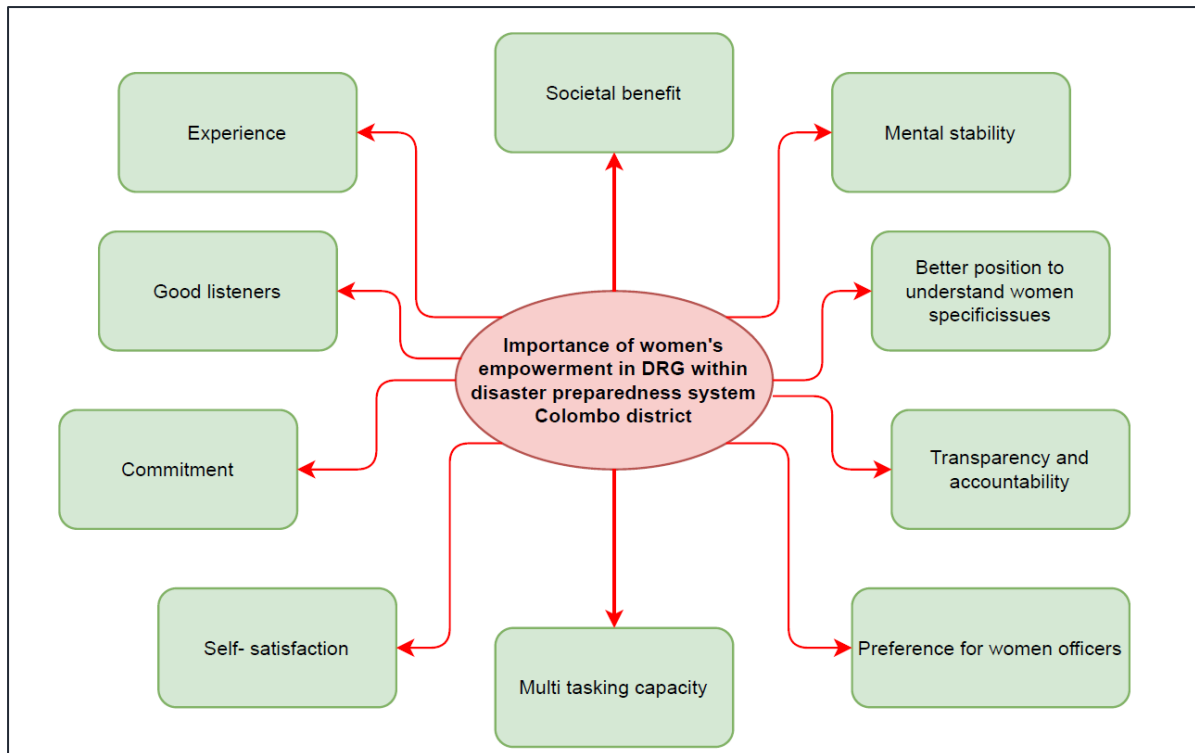 Societal benefit
Experience
Mental stability
Good listeners
Better position to
understand women
specificissues
Importance of women's
empowerment in DRG within
disaster preparedness system
Colombo district
Commitment
Transparency and
accountability
Self- satisfaction
Multi tasking capacity
Preference for women officers